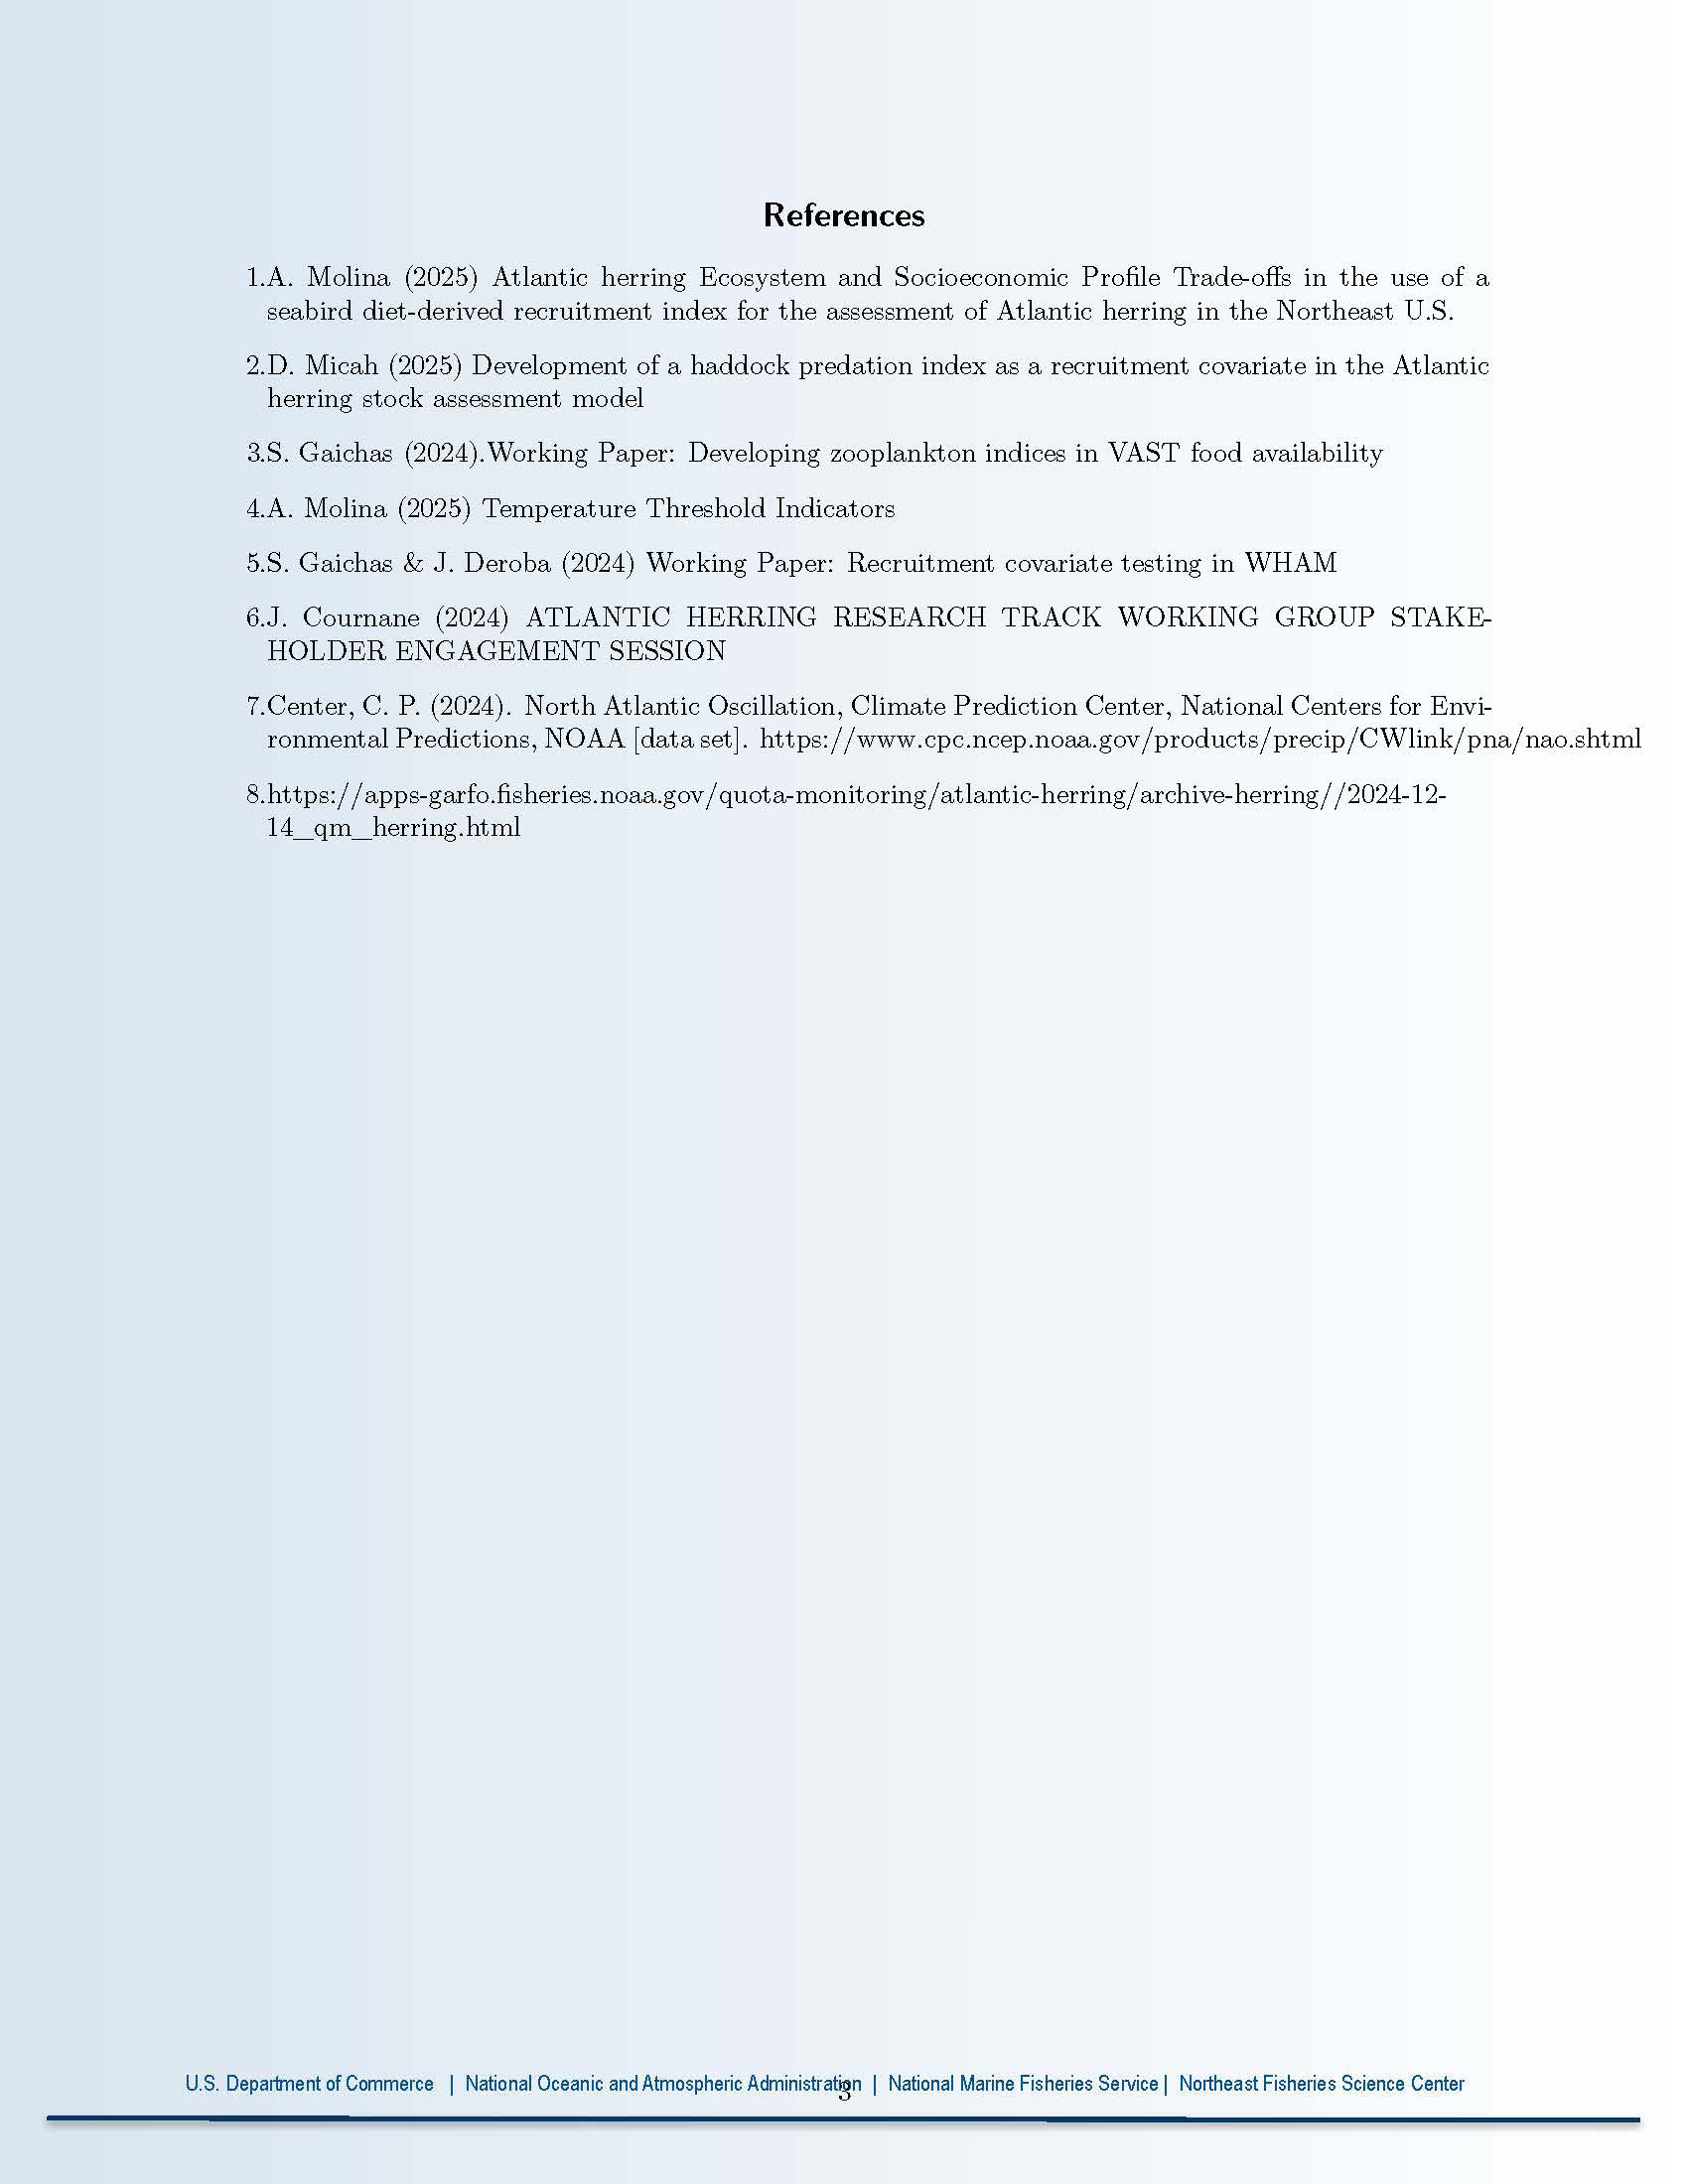 References
1.A. Molina (2025) Atlantic herring Ecosystem and Socioeconomic Profile Trade-offs in the use of a
seabird diet-derived recruitment index for the assessment of Atlantic herring in the Northeast U.S.
2.D. Micah (2025) Development of a haddock predation index as a recruitment covariate in the Atlantic
herring stock assessment model
3.S. Gaichas (2024).Working Paper: Developing zooplankton indices in VAST food availability
4.A. Molina (2025) Temperature Threshold Indicators
5.S. Gaichas & J. Deroba (2024) Working Paper: Recruitment covariate testing in WHAM
6.J. Cournane (2024) ATLANTIC HERRING RESEARCH TRACK WORKING GROUP STAKE-
HOLDER ENGAGEMENT SESSION
7.Center, C. P. (2024). North Atlantic Oscillation, Climate Prediction Center, National Centers for Envi-
ronmental Predictions, NOAA [data set]. https://www.cpc.ncep.noaa.gov/products/precip/CWlink/pna/nao.shtml
8.https://apps-garfo.fisheries.noaa.gov/quota-monitoring/atlantic-herring/archive-herring//2024-12-
14_qm_herring.html
U.S. Department of Commerce | National Oceanic and Atmospheric Administration | National Marine Fisheries Service | Northeast Fisheries Science Center
3